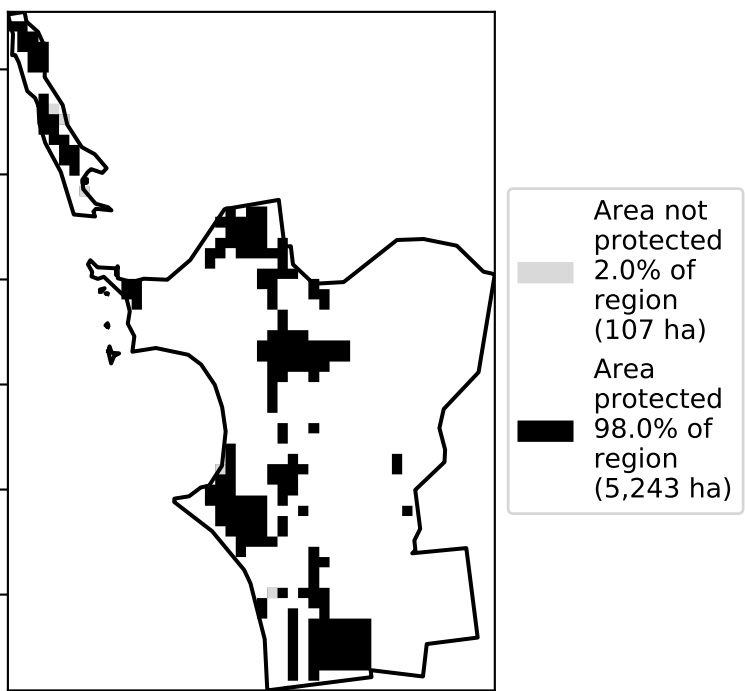 Area not
protected
2.0% of
region
(107 ha)
Area
protected
98.0% of
region
(5,243 ha)